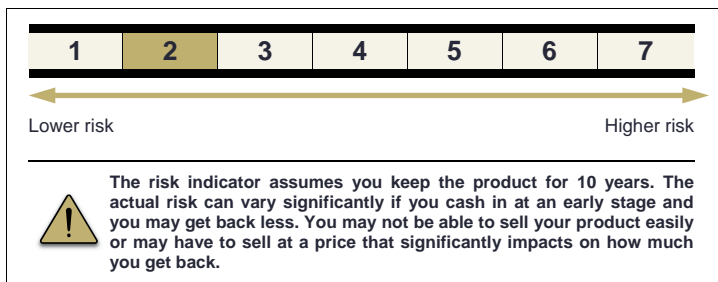 1 2 3 4 5 6 7
Lower risk Higher risk
The risk indicator assumes you keep the product for 10 years. The
actual risk can vary significantly if you cash in at an early stage and
you may get back less. You may not be able to sell your product easily
or may have to sell at a price that significantly impacts on how much
you get back.